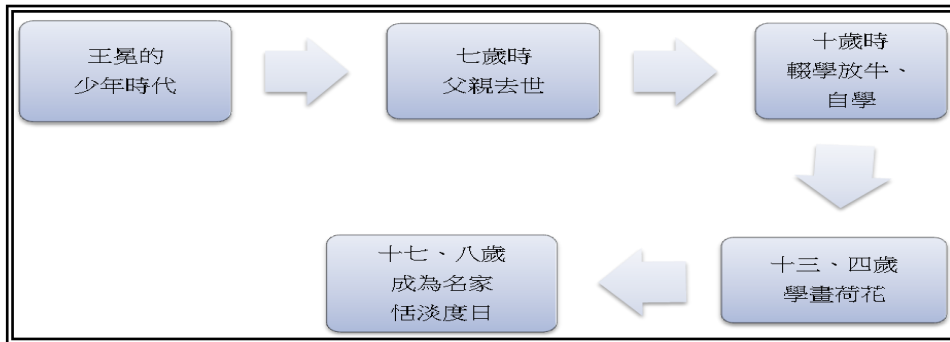 王冕的
少年時代
七歲時
父親去世
十歲時
輟學放牛、
自學
十三、四歲
學畫荷花
十七、八歲
成為名家
恬淡度日